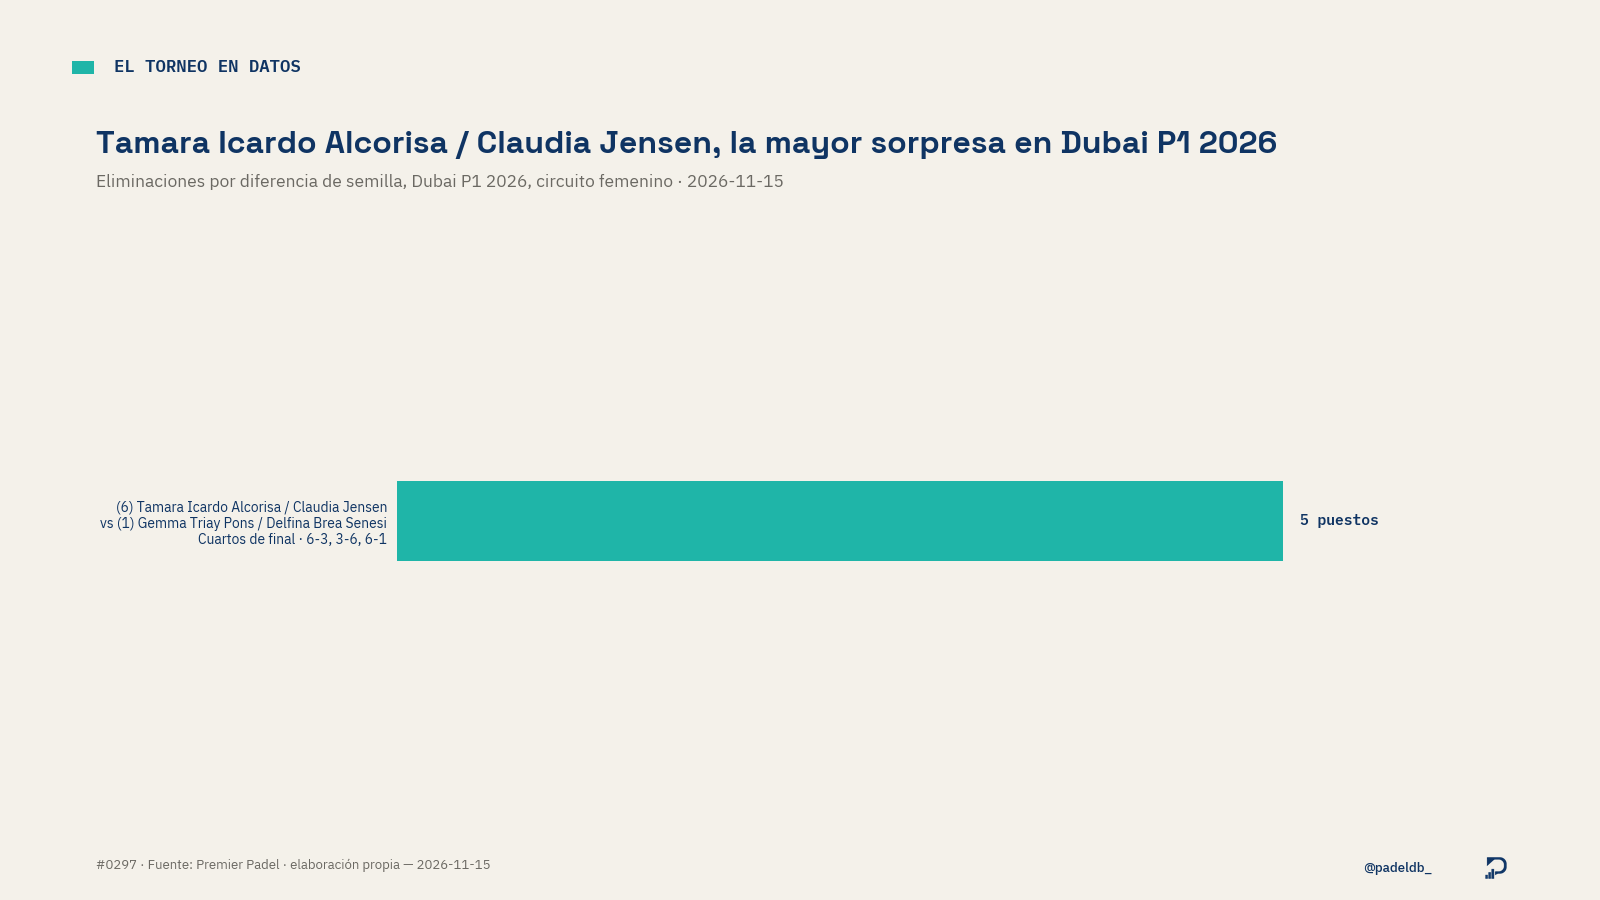 EL TORNEO EN DATOS
Tamara Icardo Alcorisa / Claudia Jensen, la mayor sorpresa en Dubai P1 2026
Eliminaciones por diferencia de semilla, Dubai P1 2026, circuito femenino · 2026-11-15
(6) Tamara Icardo Alcorisa / Claudia Jensen
vs (1) Gemma Triay Pons / Delfina Brea Senesi
Cuartos de final · 6-3, 3-6, 6-1
5 puestos
#0297 · Fuente: Premier Padel · elaboración propia — 2026-11-15
@padeldb_